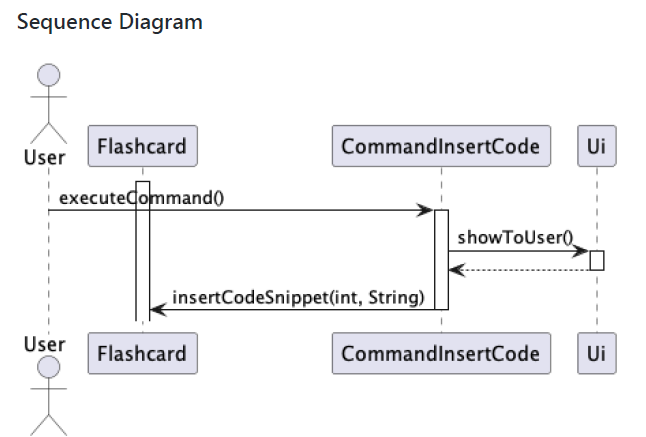 Sequence Diagram
User
Flashcard
CommandInsertCode
Ui
executeCommand()
showToUser()
insertCodeSnippet(int, String)
User
Flashcard
CommandInsertCode
Ui